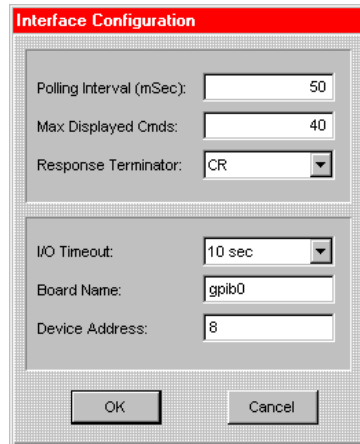 Interface Configuration
Polling Interval (mSec): 50
Max Displayed Cmds: 40
Response Terminator: CR
I/O Timeout: 10 sec
Board Name: gpib0
Device Address: 8
OK Cancel